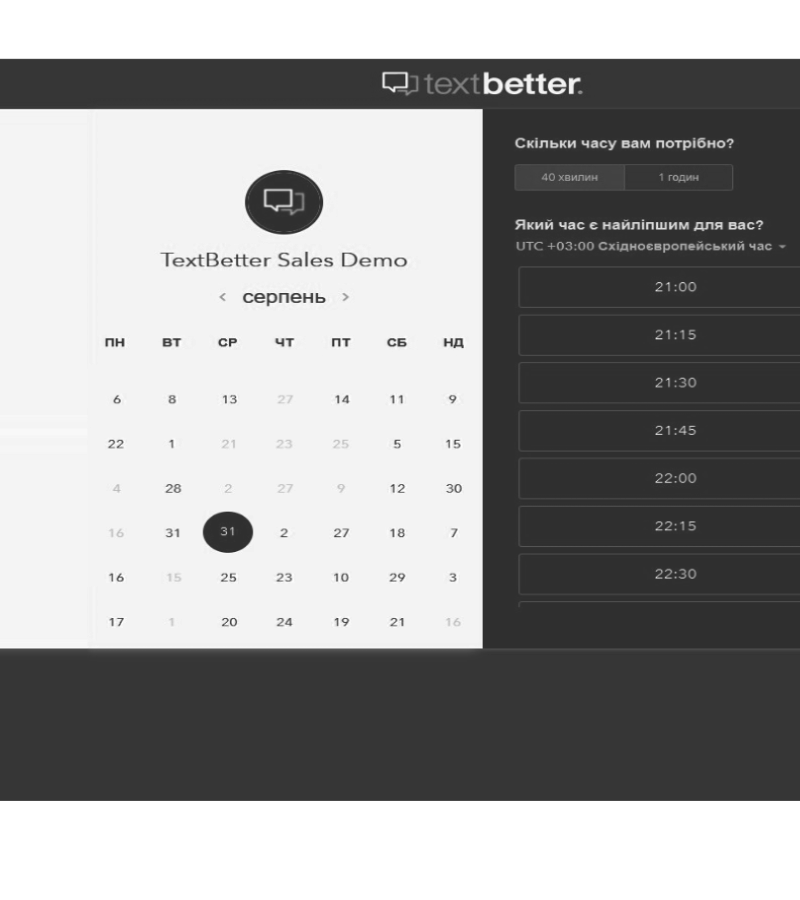 textbetter.
TextBetter Sales Demo
< серпень >
ПН ВТ СР ЧТ ПТ СБ НД
6 8 13 27 14 11 9
22 1 21 23 25 5 15
4 28 2 27 9 12 30
16 31 31 2 27 18 7
16 15 25 23 10 29 3
17 1 20 24 19 21 16
Скільки часу вам потрібно?
40 хвилин 1 годин
Який час є найліпшим для вас?
UTC +03:00 Східноєвропейський час
21:00
21:15
21:30
21:45
22:00
22:15
22:30